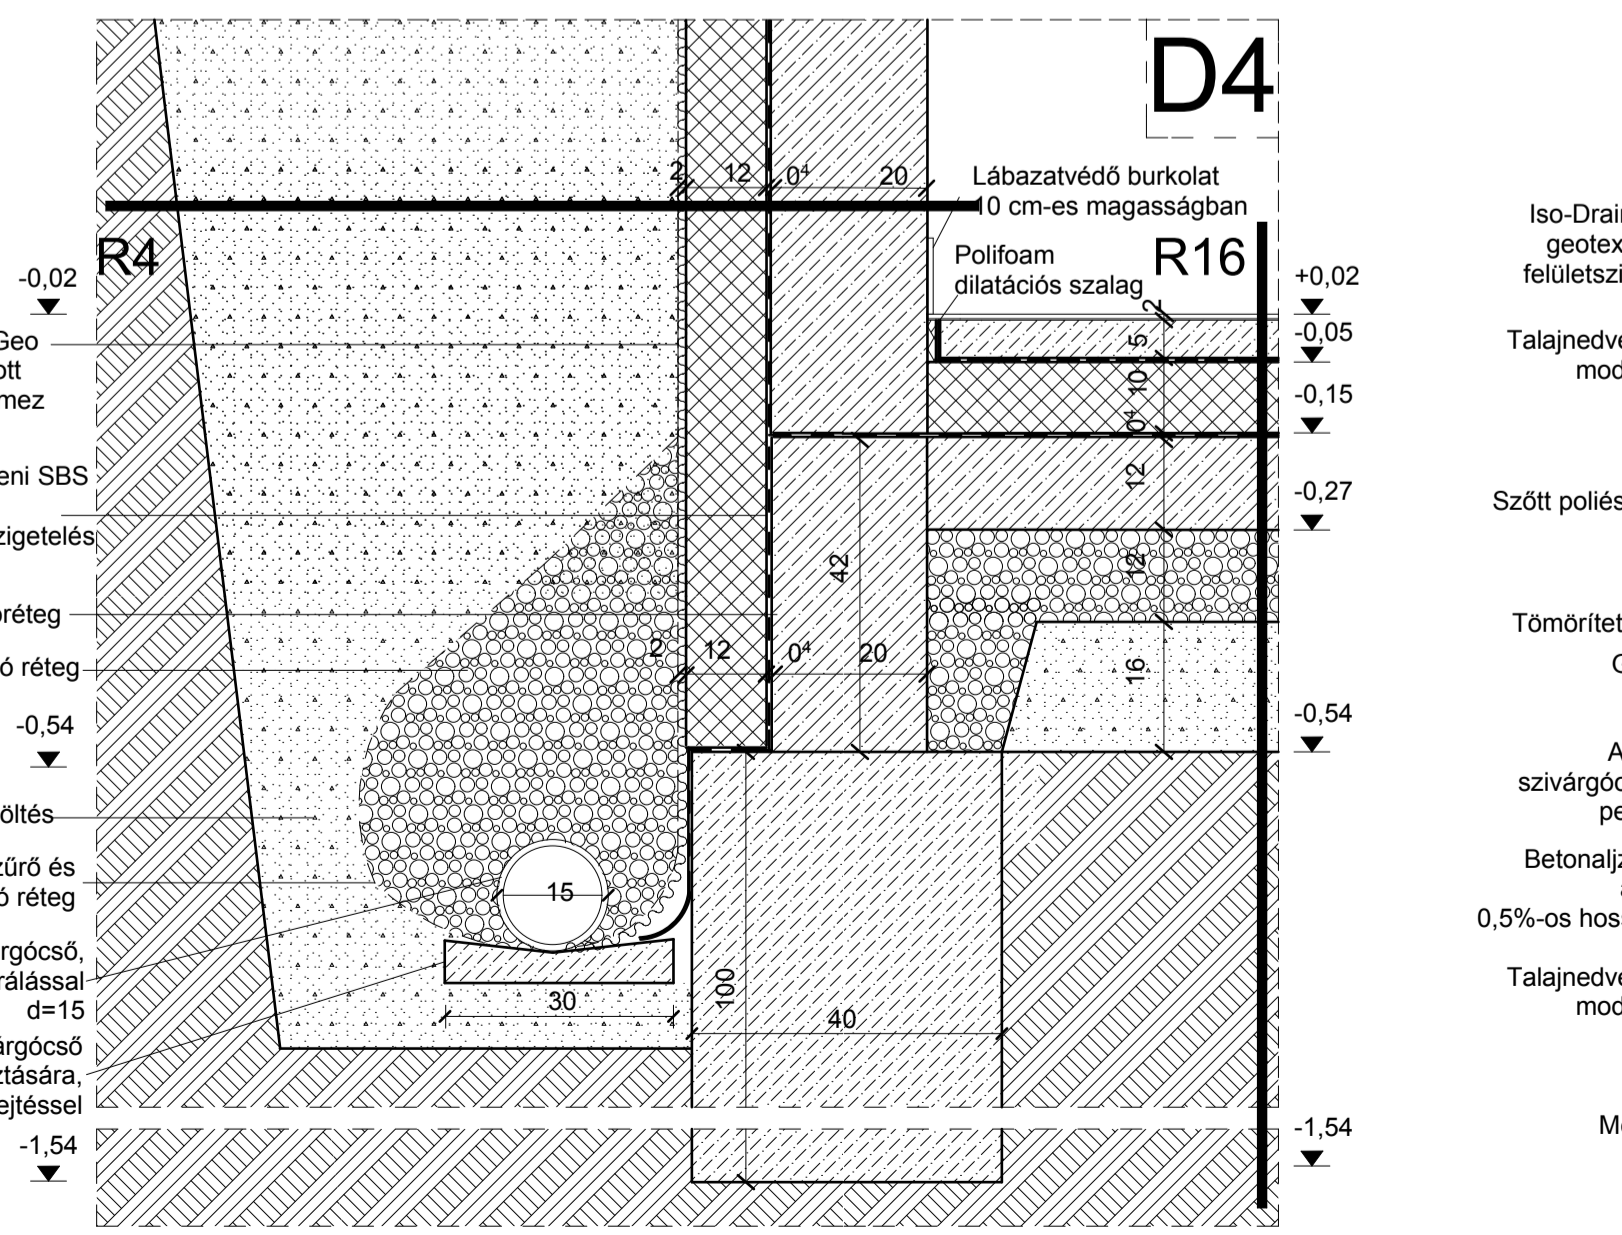 D4
2
12
0⁴
20
Lábazatvédő burkolat
10 cm-es magasságban
R4
Polifoam
dilatációs szalag
R16
-0,02
+0,02
2
-0,05
5
10
-0,15
0⁴
12
-0,27
12
42
2
12
0⁴
20
16
-0,54
-0,54
15
30
100
40
-1,54
-1,54
Geo
ott
mez
eni SBS
zigetelés
réteg
ó réteg
öltés
zűrő és
ó réteg
rgócső,
rálással
d=15
árgócső
ztására,
ejtéssel
Iso-Drain
geotex
felületszi
Talajnedve
mod
Szőtt poliés
Tömörítet
G
A
szivárgóc
pe
Betonaljz
a
0,5%-os hoss
Talajnedve
mod
Me